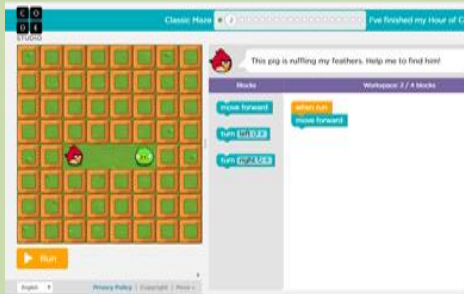 C O
D E
STUDIO
Classic Maze
2
I've finished my Hour of C
This pig is ruffling my feathers. Help me to find him!
Blocks
Workspace: 2 / 4 blocks
move forward
turn left
turn right
when run
move forward
Run
English
Privacy Policy | Copyright | More